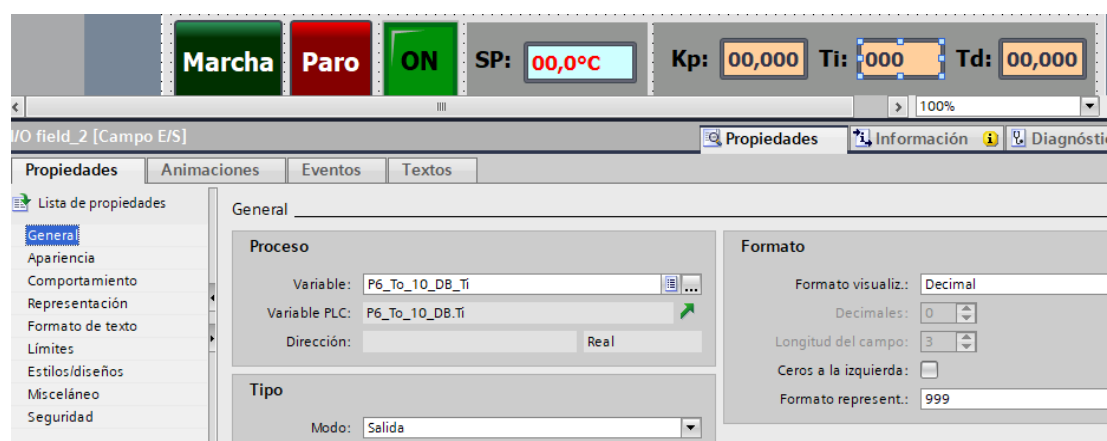 Marcha Paro ON SP: 00,0°C Kp: 00,000 Ti: 000 Td: 00,000
100%
I/O field_2 [Campo E/S] Propiedades Información Diagnósti
Propiedades Animaciones Eventos Textos
Lista de propiedades
General
Apariencia
Comportamiento
Representación
Formato de texto
Límites
Estilos/diseños
Misceláneo
Seguridad
General
Proceso
Variable: P6_To_10_DB_Ti ...
Variable PLC: P6_To_10_DB.Ti
Dirección: Real
Tipo
Modo: Salida
Formato
Formato visualiz.: Decimal
Decimales: 0
Longitud del campo: 3
Ceros a la izquierda:
Formato represent.: 999